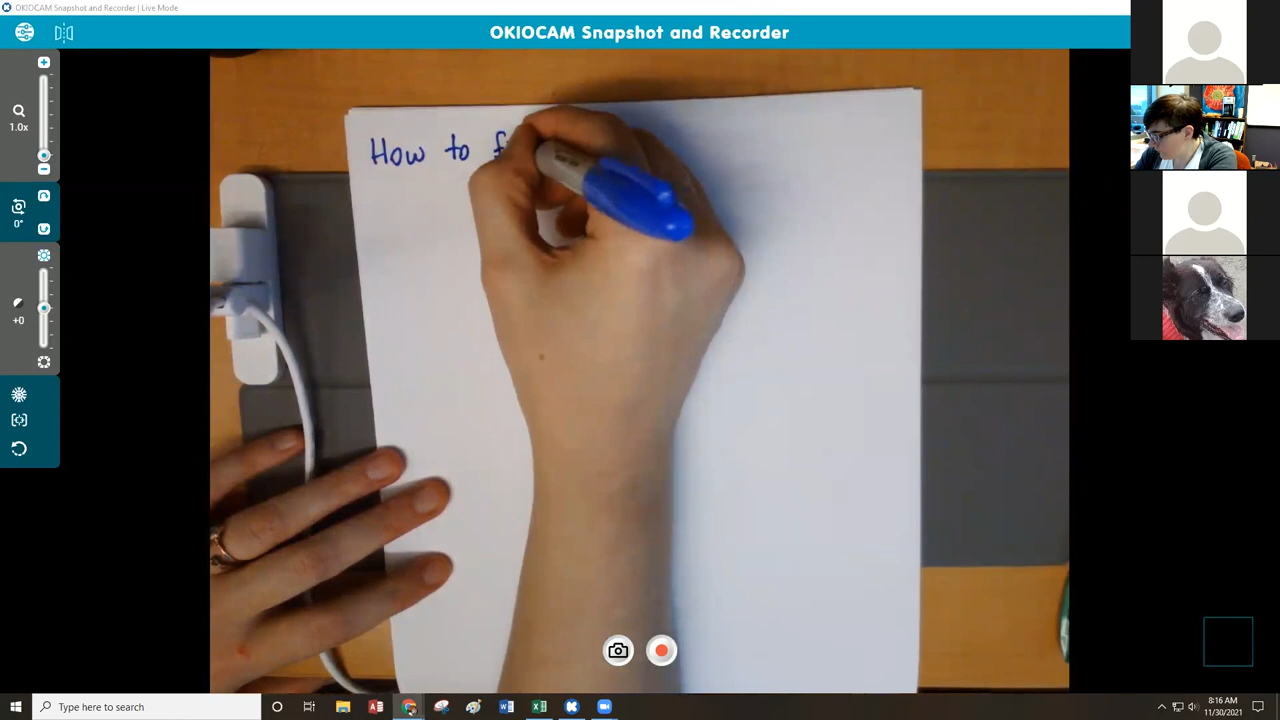 OKIOCAM Snapshot and Recorder | Live Mode
OKIOCAM Snapshot and Recorder
1.0x
How to f
0°
+0
Type here to search
8:16 AM
11/30/2021